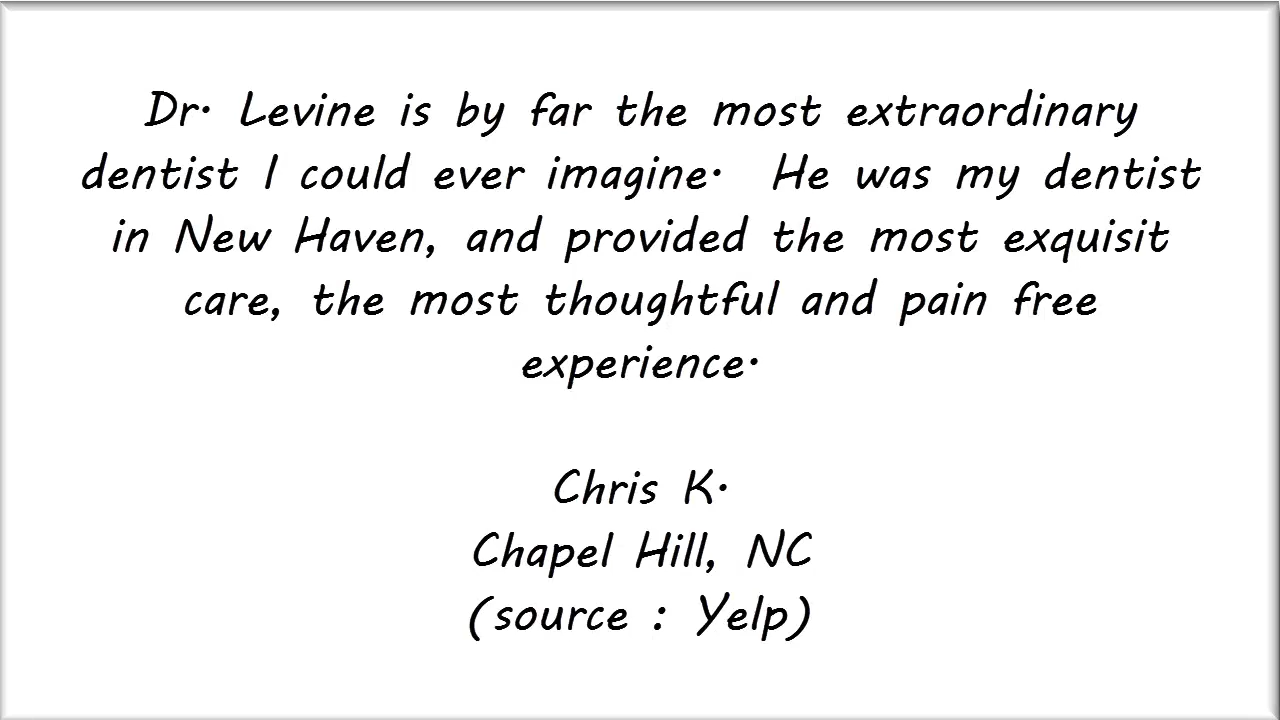 Dr. Levine is by far the most extraordinary
dentist I could ever imagine.  He was my dentist
in New Haven, and provided the most exquisit
care, the most thoughtful and pain free
experience.
Chris K.
Chapel Hill, NC
(source : Yelp)